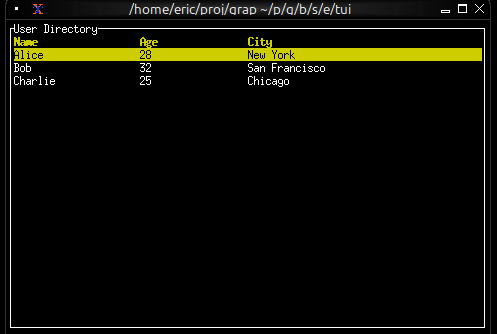 /home/eric/proj/grap ~/p/g/b/s/e/tui
User Directory
Name Age City
Alice 28 New York
Bob 32 San Francisco
Charlie 25 Chicago